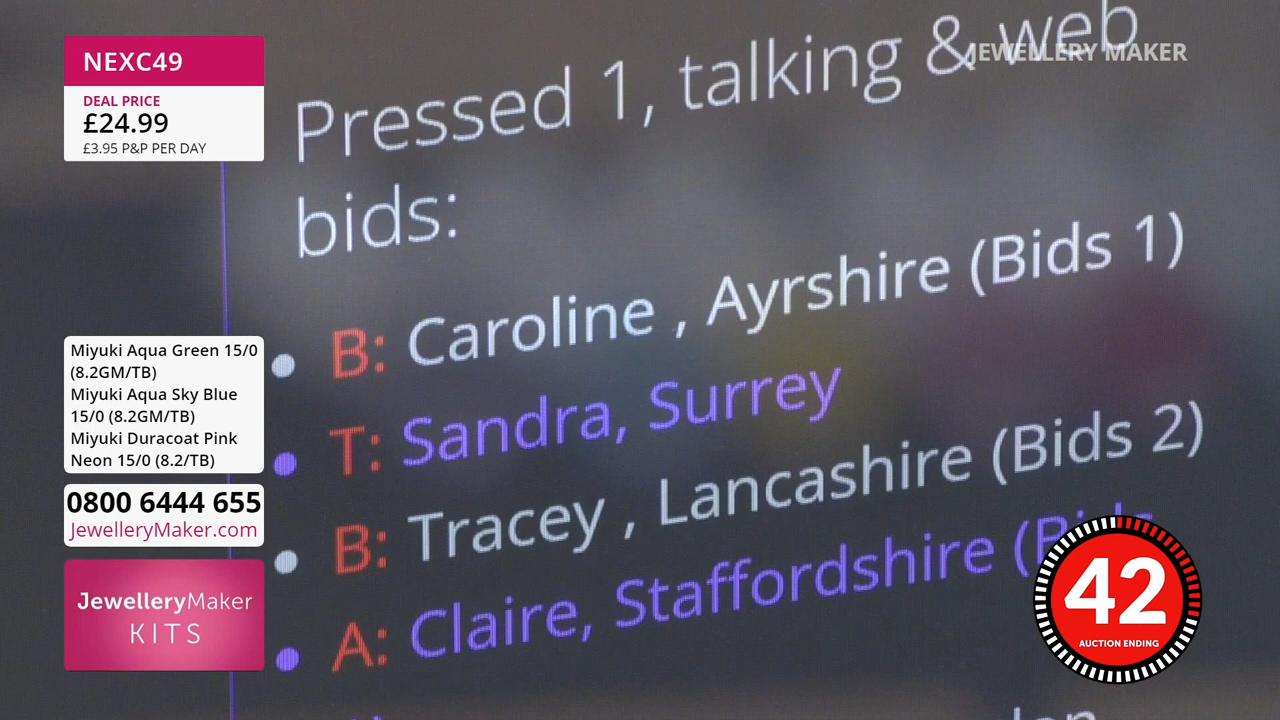 NEXC49
DEAL PRICE
£24.99
£3.95 P&P PER DAY
JEWELLERY MAKER
Pressed 1, talking & web
bids:
B: Caroline , Ayrshire (Bids 1)
T: Sandra, Surrey
B: Tracey , Lancashire (Bids 2)
A: Claire, Staffordshire (Bids
Miyuki Aqua Green 15/0
(8.2GM/TB)
Miyuki Aqua Sky Blue
15/0 (8.2GM/TB)
Miyuki Duracoat Pink
Neon 15/0 (8.2/TB)
0800 6444 655
JewelleryMaker.com
JewelleryMaker
KITS
42
AUCTION ENDING